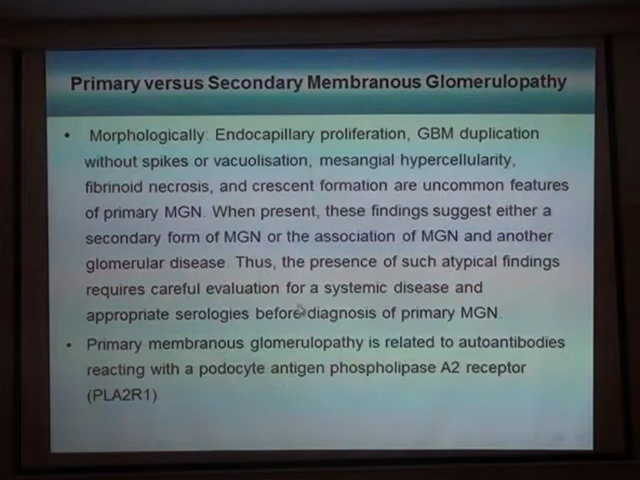 Primary versus Secondary Membranous Glomerulopathy
• Morphologically: Endocapillary proliferation, GBM duplication
without spikes or vacuolisation, mesangial hypercellularity,
fibrinoid necrosis, and crescent formation are uncommon features
of primary MGN. When present, these findings suggest either a
secondary form of MGN or the association of MGN and another
glomerular disease. Thus, the presence of such atypical findings
requires careful evaluation for a systemic disease and
appropriate serologies before diagnosis of primary MGN.
• Primary membranous glomerulopathy is related to autoantibodies
reacting with a podocyte antigen phospholipase A2 receptor
(PLA2R1)